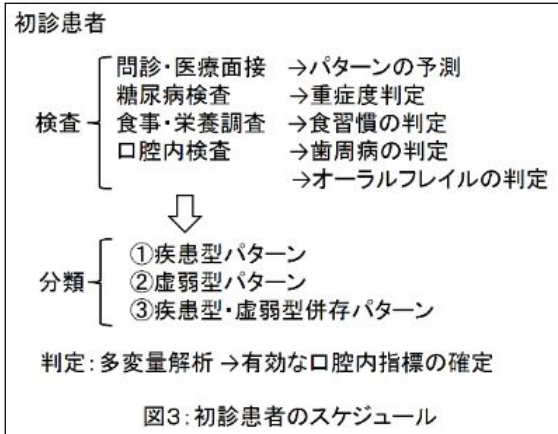 初診患者
問診・医療面接 →パターンの予測
糖尿病検査 →重症度判定
検査 食事・栄養調査 →食習慣の判定
口腔内検査 →歯周病の判定
→オーラルフレイルの判定
①疾患型パターン
分類 ②虚弱型パターン
③疾患型・虚弱型併存パターン
判定：多変量解析 →有効な口腔内指標の確定
図3：初診患者のスケジュール